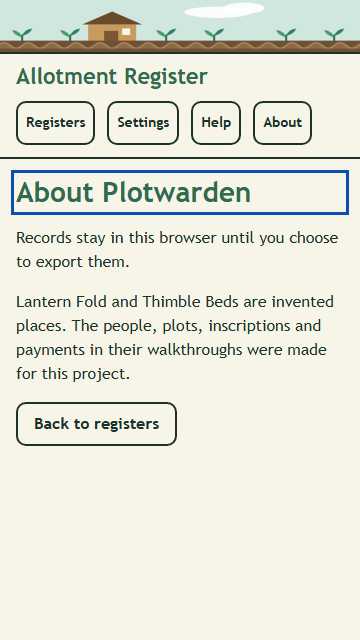 Allotment Register
Registers
Settings
Help
About
About Plotwarden
Records stay in this browser until you choose
to export them.
Lantern Fold and Thimble Beds are invented
places. The people, plots, inscriptions and
payments in their walkthroughs were made
for this project.
Back to registers